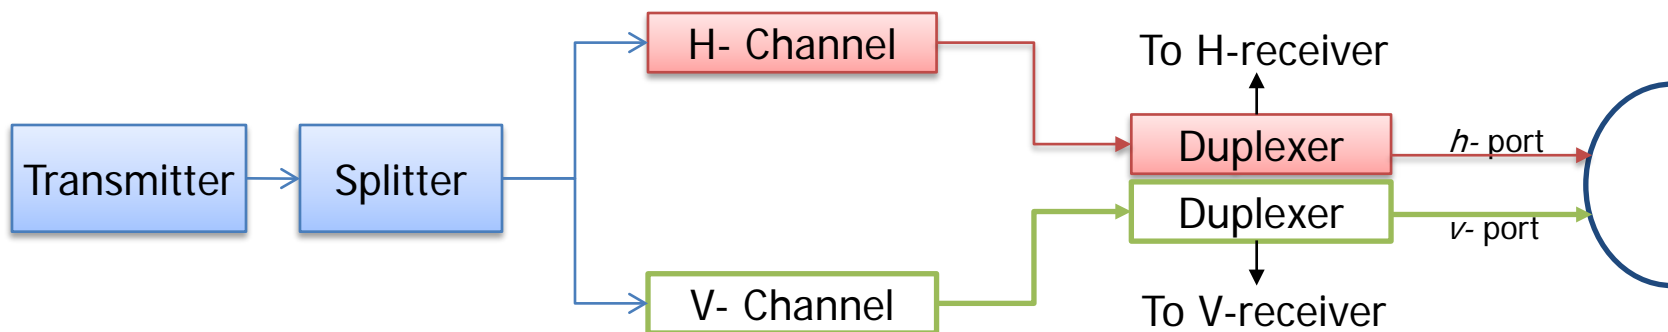 H- Channel
To H-receiver
Transmitter
Splitter
Duplexer
h- port
Duplexer
v- port
V- Channel
To V-receiver